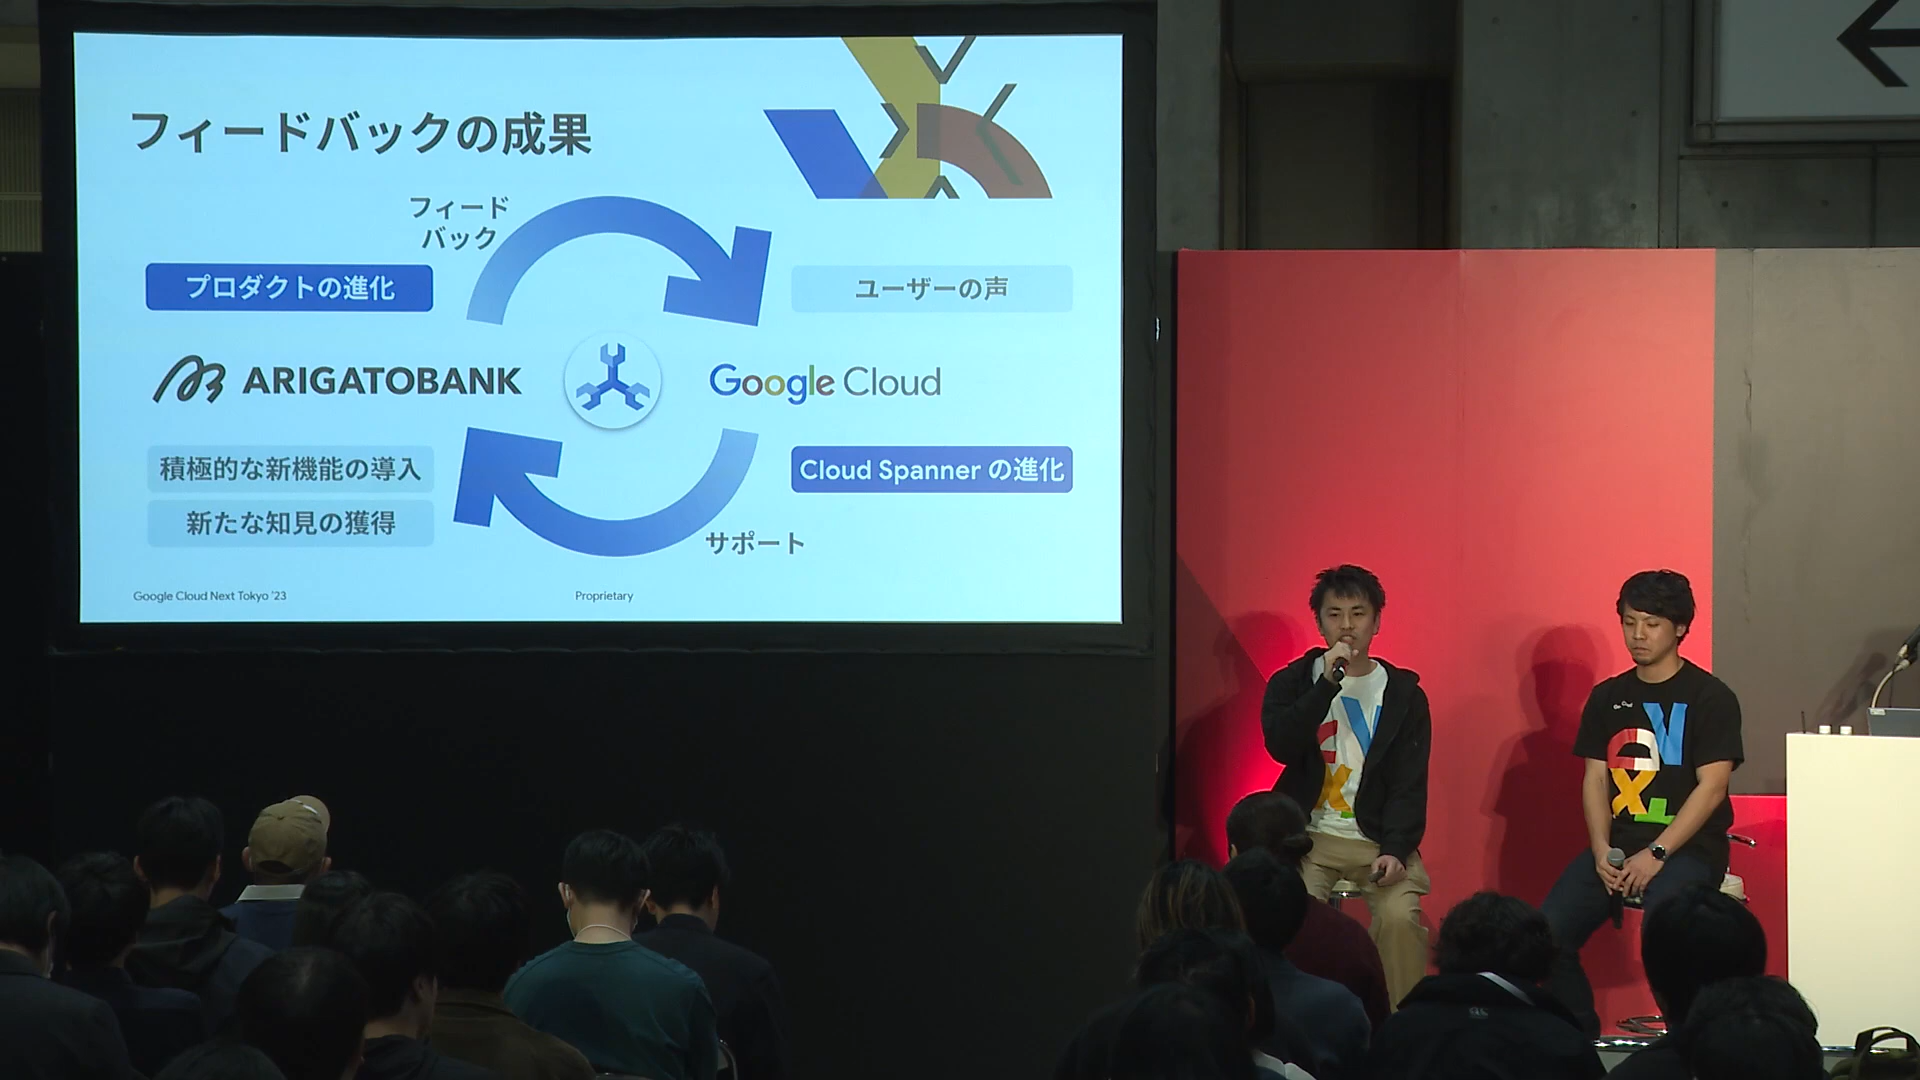 フィードバックの成果
フィード
バック
プロダクトの進化
ユーザーの声
ARIGATOBANK
Google Cloud
積極的な新機能の導入
Cloud Spanner の進化
新たな知見の獲得
サポート
Google Cloud Next Tokyo '23
Proprietary